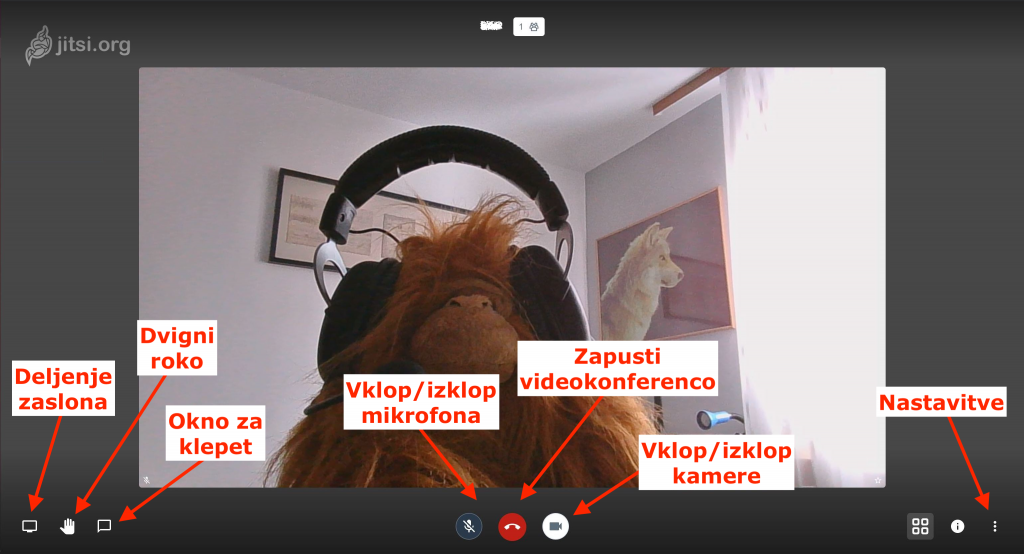 jitsi.org
1
Dvigni
roko
Deljenje
zaslona
Okno za
klepet
Vklop/izklop
mikrofona
Zapusti
videokonferenco
Vklop/izklop
kamere
Nastavitve